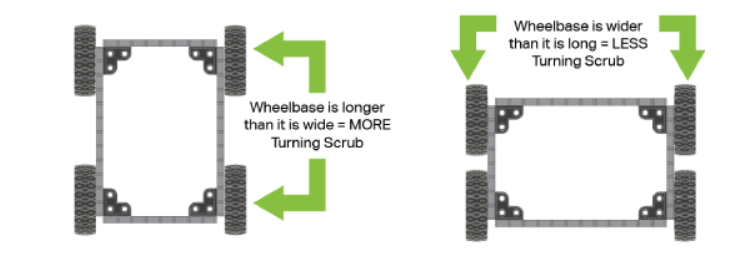 Wheelbase is longer
than it is wide = MORE
Turning Scrub
Wheelbase is wider
than it is long = LESS
Turning Scrub